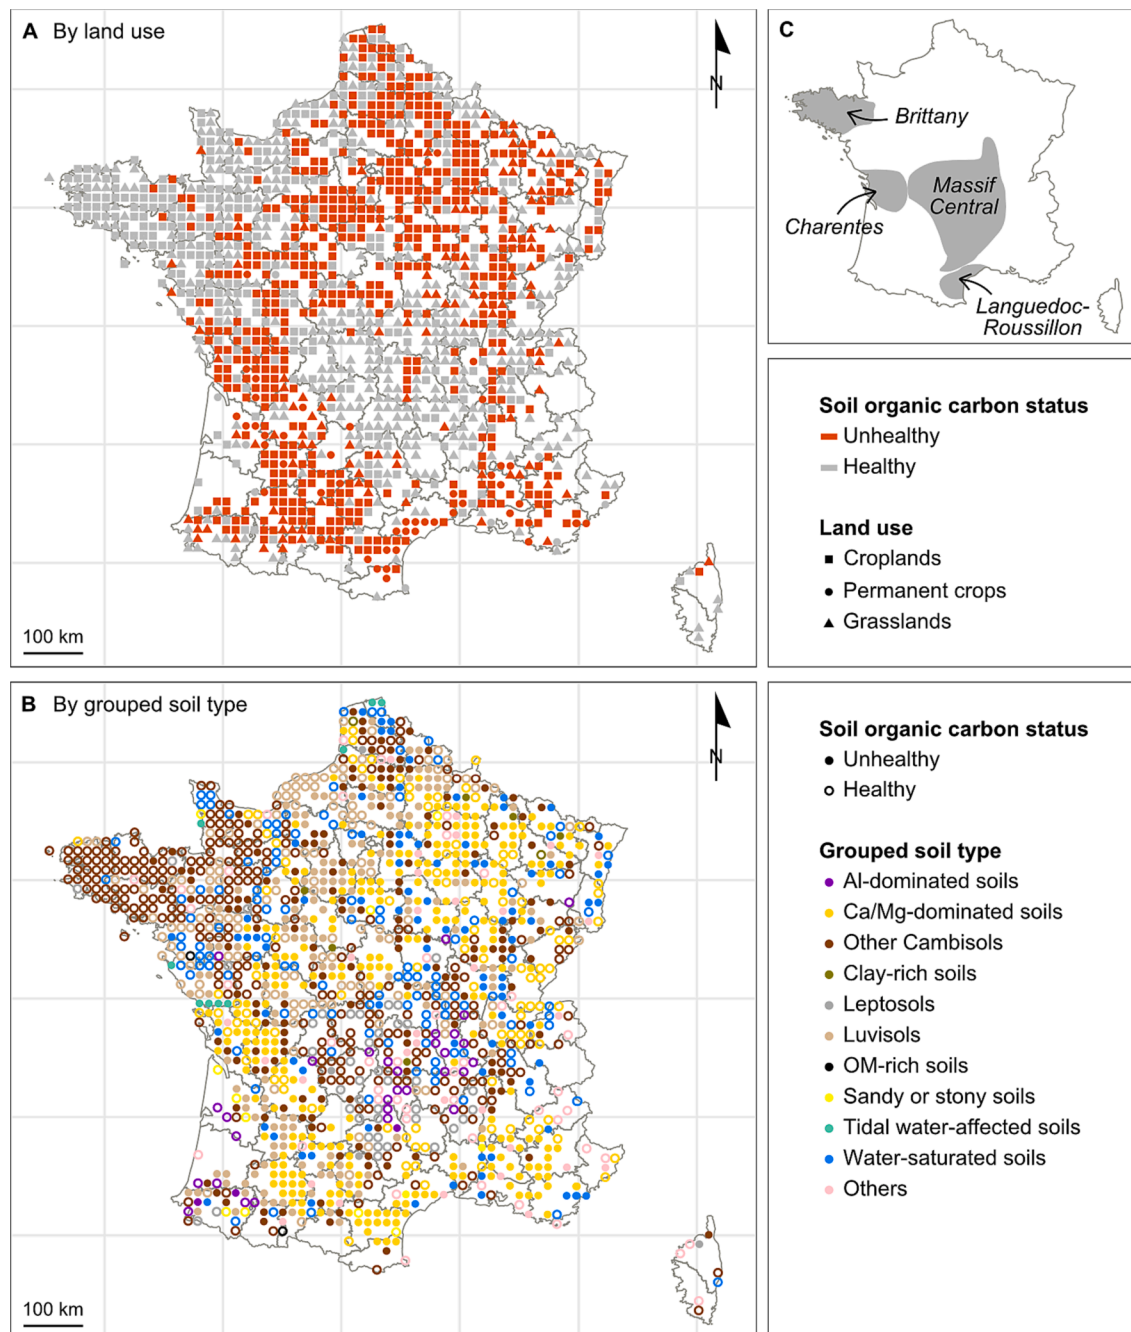 A By land use
N
100 km
C
Brittany
Massif
Central
Charentes
Languedoc-
Roussillon
Soil organic carbon status
Unhealthy
Healthy
Land use
Croplands
Permanent crops
Grasslands
B By grouped soil type
N
100 km
Soil organic carbon status
Unhealthy
Healthy
Grouped soil type
Al-dominated soils
Ca/Mg-dominated soils
Other Cambisols
Clay-rich soils
Leptosols
Luvisols
OM-rich soils
Sandy or stony soils
Tidal water-affected soils
Water-saturated soils
Others